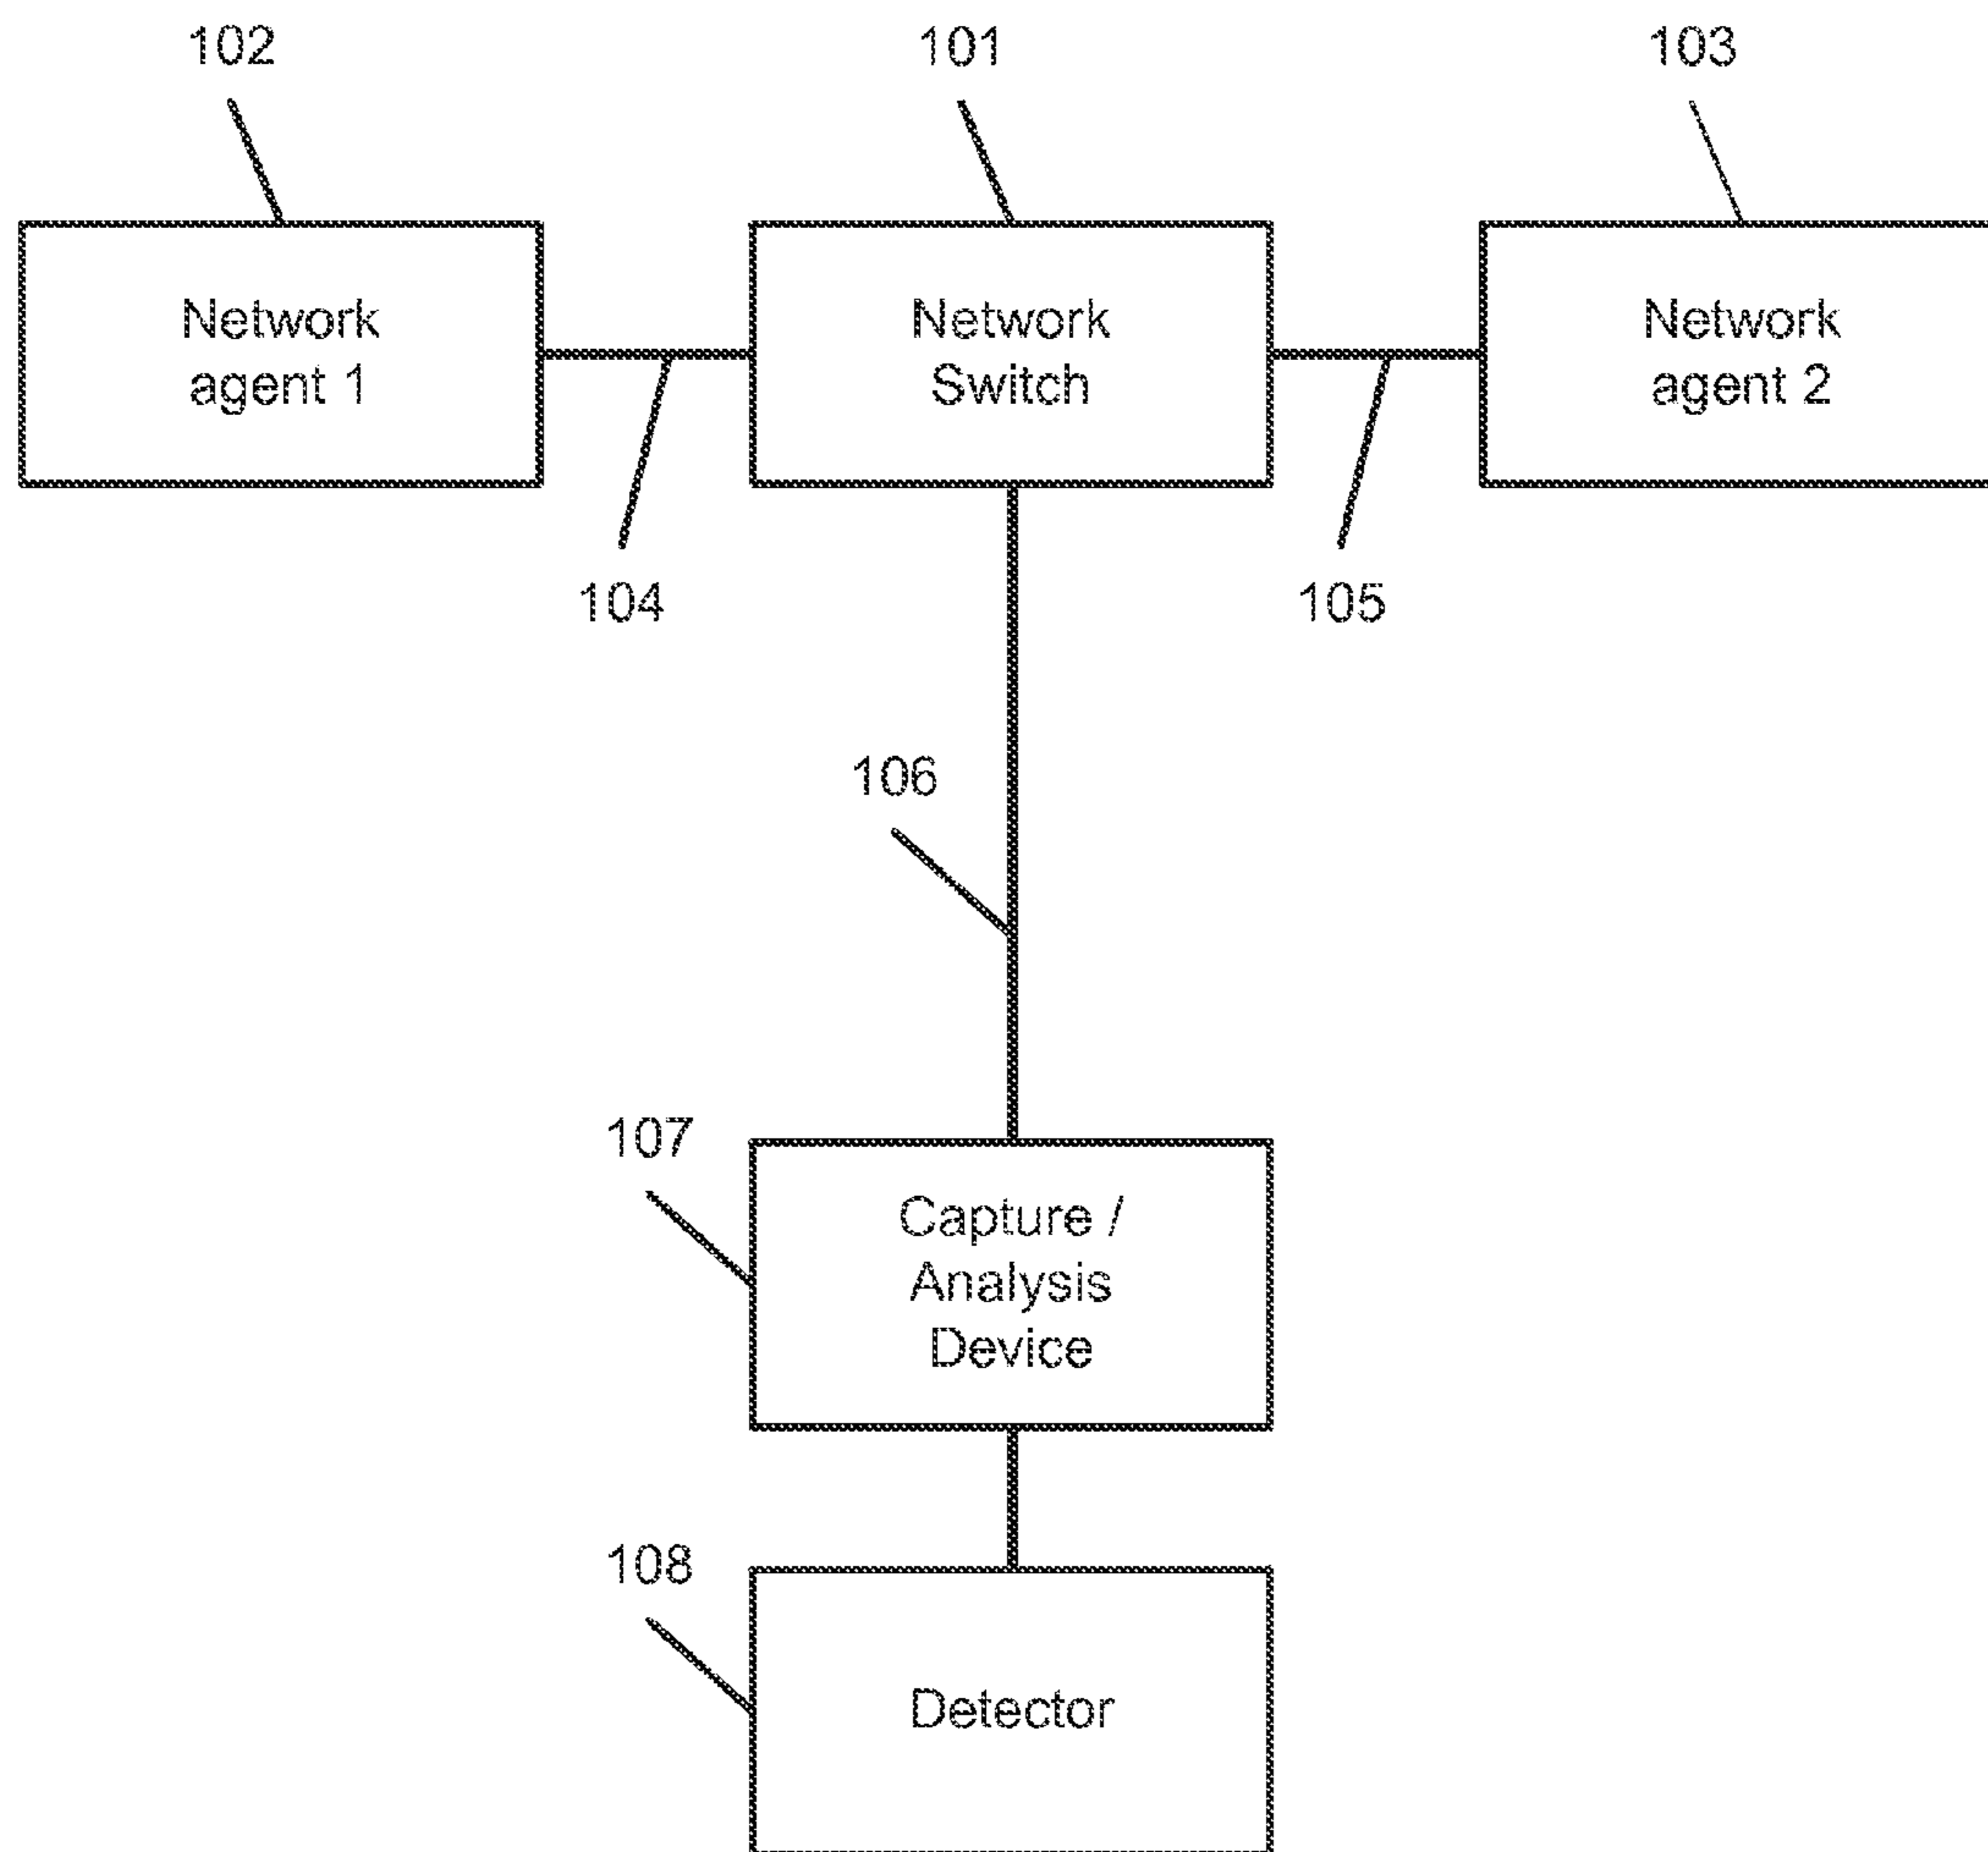 102
101
103
Network
agent 1
Network
Switch
Network
agent 2
104
105
106
107
Capture /
Analysis
Device
108
Detector